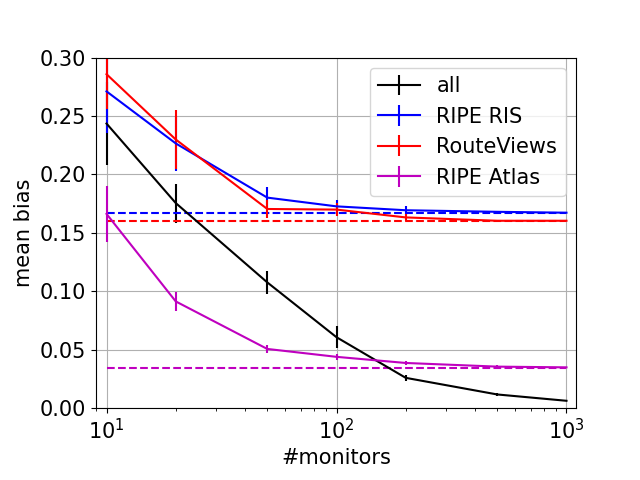 0.30
0.25
0.20
0.15
0.10
0.05
0.00
mean bias
all
RIPE RIS
RouteViews
RIPE Atlas
10¹ 10² 10³
#monitors